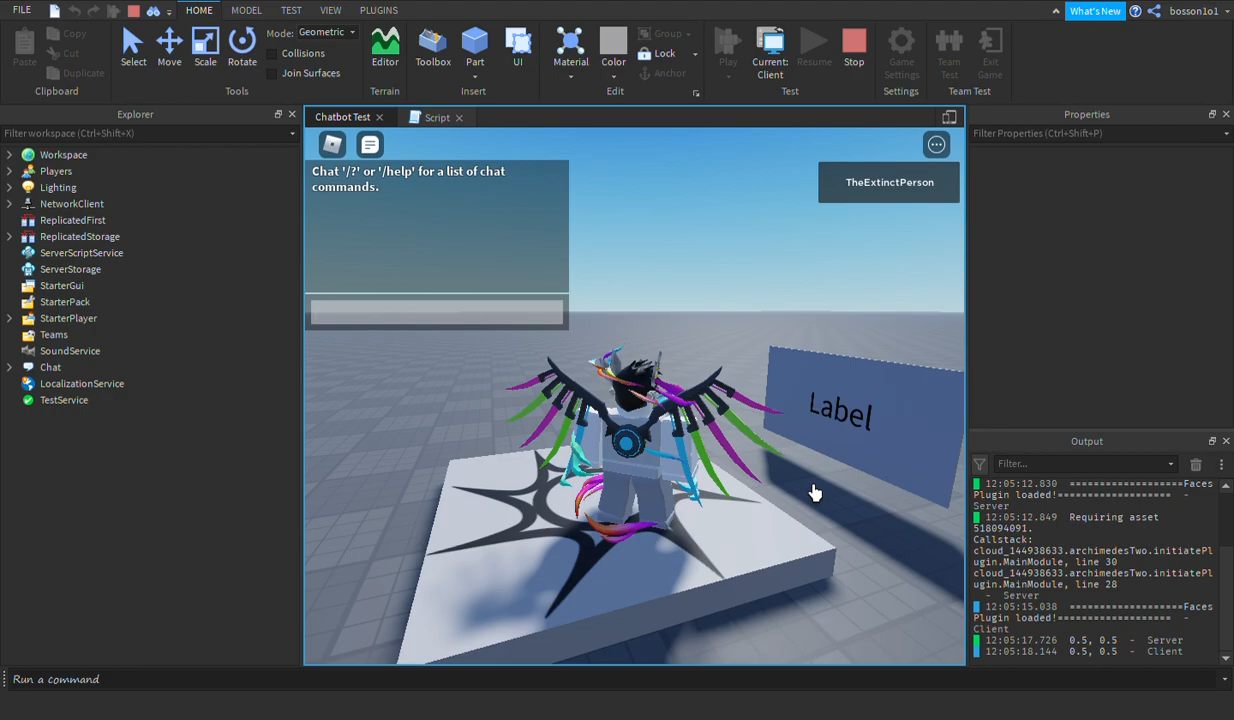 FILE HOME MODEL TEST VIEW PLUGINS What's New bosson1o1
Paste Copy Cut Duplicate
Clipboard
Select Move Scale Rotate
Mode: Geometric
Collisions
Join Surfaces
Tools
Editor
Terrain
Toolbox Part UI
Insert
Material Color Group Lock Anchor
Edit
Play Current: Client Resume Stop
Test
Game Settings
Settings
Team Test Exit Game
Team Test
Explorer
Filter workspace (Ctrl+Shift+X)
Workspace
Players
Lighting
NetworkClient
ReplicatedFirst
ReplicatedStorage
ServerScriptService
ServerStorage
StarterGui
StarterPack
StarterPlayer
Teams
SoundService
Chat
LocalizationService
TestService
Chatbot Test Script
Chat '/?' or '/help' for a list of chat
commands.
TheExtinctPerson
Label
Properties
Filter Properties (Ctrl+Shift+P)
Output
Filter...
12:05:12.830 ====================Faces
Plugin loaded!=================== -
Server
12:05:12.849 Requiring asset
518094091.
Callstack:
cloud_144938633.archimedesTwo.initiatePl
ugin.MainModule, line 30
cloud_144938633.archimedesTwo.initiatePl
ugin.MainModule, line 28
- Server
12:05:15.038 ====================Faces
Plugin loaded!=================== -
Client
12:05:17.726 0.5, 0.5 - Server
12:05:18.144 0.5, 0.5 - Client
Run a command